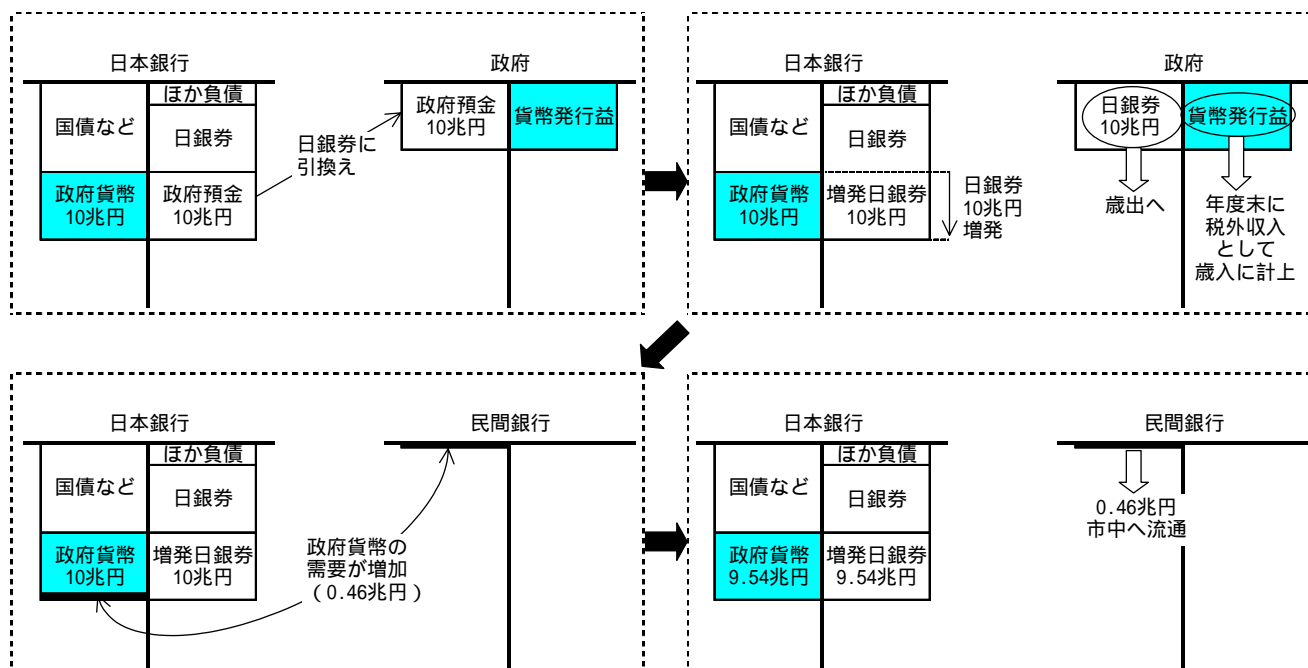 日本銀行
政府
ほか負債
国債など
日銀券
政府貨幣
10兆円
政府預金
10兆円
日銀券に
引換え
政府預金
10兆円
貨幣発行益
日本銀行
政府
ほか負債
国債など
日銀券
政府貨幣
10兆円
増発日銀券
10兆円
日銀券
10兆円
増発
日銀券
10兆円
貨幣発行益
歳出へ
年度末に
税外収入
として
歳入に計上
日本銀行
民間銀行
ほか負債
国債など
日銀券
政府貨幣
10兆円
増発日銀券
10兆円
政府貨幣の
需要が増加
（0.46兆円）
日本銀行
民間銀行
ほか負債
国債など
日銀券
政府貨幣
9.54兆円
増発日銀券
9.54兆円
0.46兆円
市中へ流通